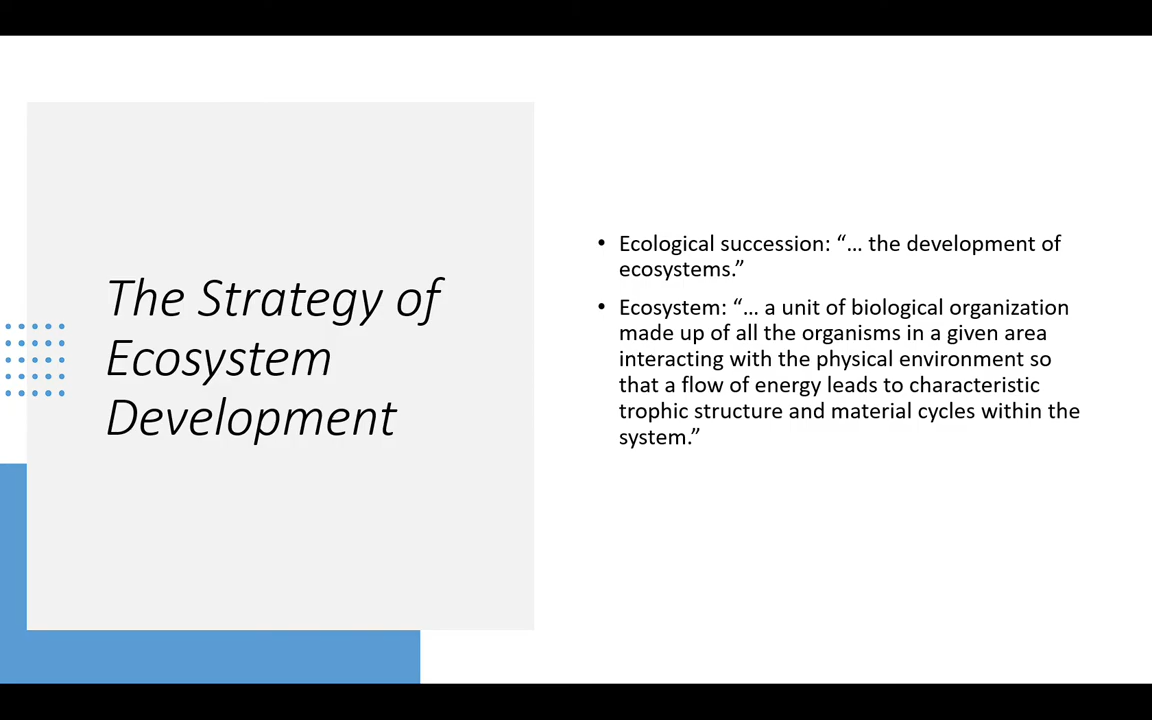 The Strategy of
Ecosystem
Development
• Ecological succession: “… the development of
ecosystems.”
• Ecosystem: “… a unit of biological organization
made up of all the organisms in a given area
interacting with the physical environment so
that a flow of energy leads to characteristic
trophic structure and material cycles within the
system.”